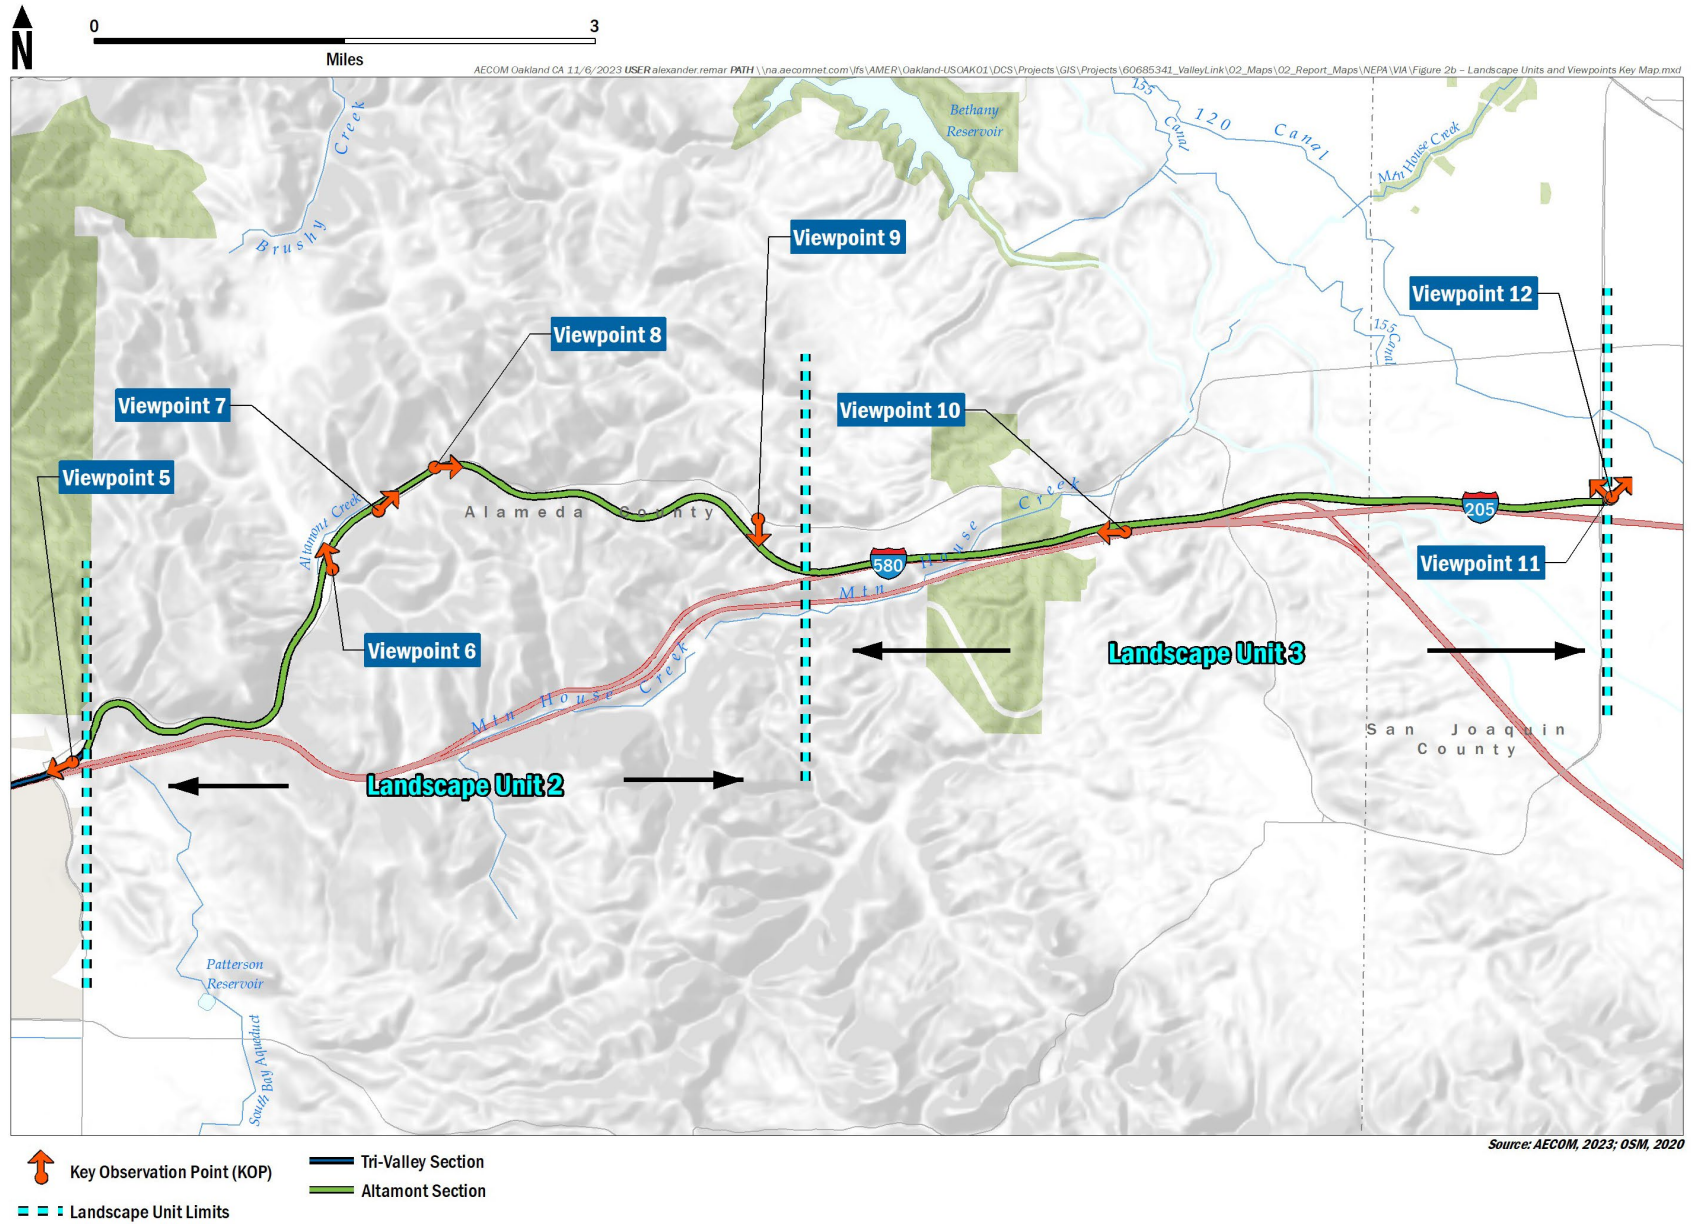 N
0 3
Miles
AECOM Oakland CA 11/6/2023 USER alexander.remar PATH \\na.aecomnet.com\lfs\AMER\Oakland-USOAK01\DCS\Projects\GIS\Projects\60685341_ValleyLink\02_Maps\02_Report_Maps\NEPA\VIA\Figure 2b – Landscape Units and Viewpoints Key Map.mxd
Brushy Creek
Bethany
Reservoir
155
Canal
120 Canal
Mtn House Creek
Viewpoint 9
Viewpoint 12
Viewpoint 8
155
Canal
Viewpoint 7
Viewpoint 10
Viewpoint 5
Altamont Creek
Alameda County
205
580
Viewpoint 11
Mtn House Creek
Viewpoint 6
Landscape Unit 3
Mtn House Creek
San Joaquin
County
Landscape Unit 2
Patterson
Reservoir
South Bay Aqueduct
Source: AECOM, 2023; OSM, 2020
Key Observation Point (KOP)
Landscape Unit Limits
Tri-Valley Section
Altamont Section